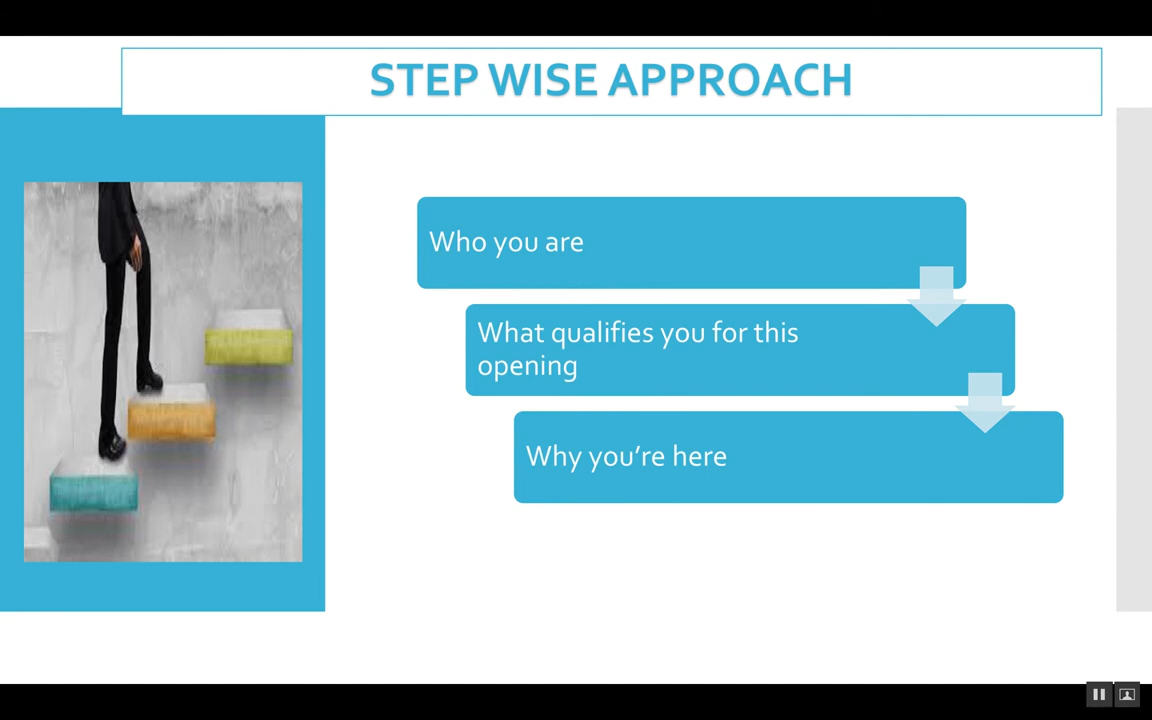 STEP WISE APPROACH
Who you are
What qualifies you for this
opening
Why you’re here